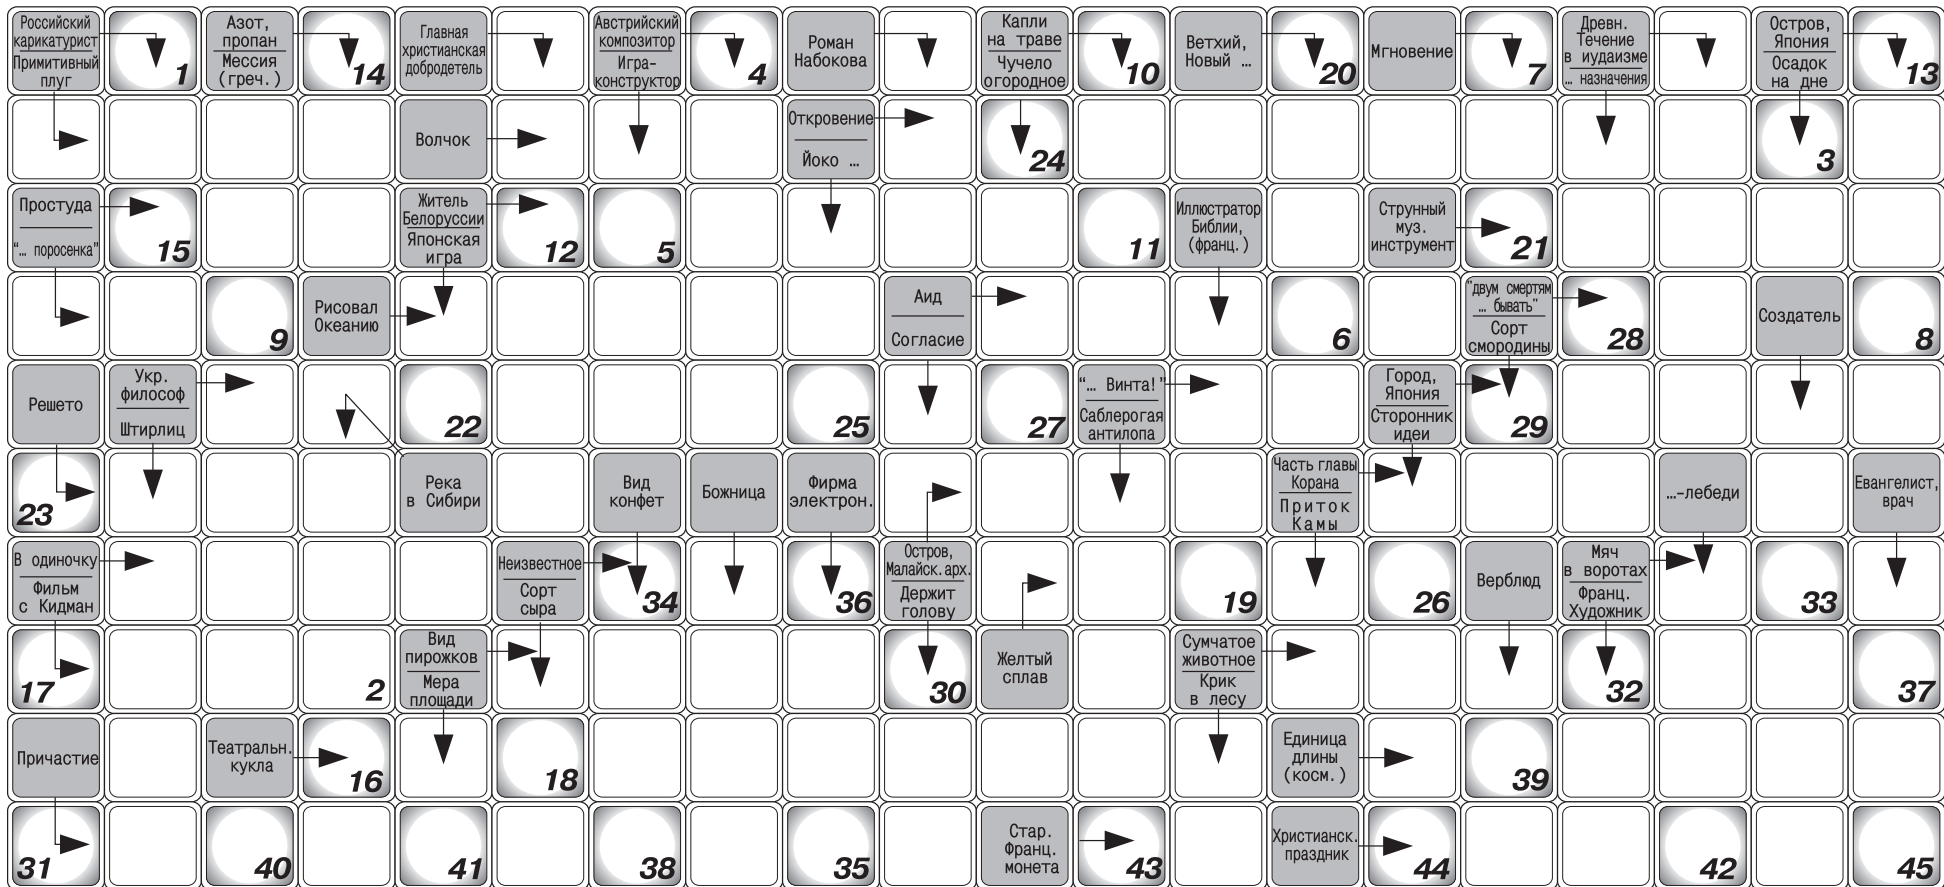 Российский
карикатурист
Примитивный
плуг
1
Азот,
пропан
Мессия
(греч.)
14
Главная
христианская
добродетель
Австрийский
композитор
Игра-
конструктор
4
Роман
Набокова
Капли
на траве
Чучело
огородное
10
Ветхий,
Новый ...
20
Мгновение
7
Древн.
Течение
в иудаизме
... назначения
Остров,
Япония
Осадок
на дне
13
Волчок
Откровение
Йоко ...
24
3
Простуда
"... поросенка"
15
Житель
Белоруссии
Японская
игра
12
5
11
Иллюстратор
Библии,
(франц.)
Струнный
муз.
инструмент
21
9
Рисовал
Океанию
Аид
Согласие
6
"двум смертям
... бывать"
Сорт
смородины
28
Создатель
8
Решето
Укр.
философ
Штирлиц
22
25
27
"... Винта!"
Саблерогая
антилопа
Город,
Япония
Сторонник
идеи
29
23
Река
в Сибири
Вид
конфет
Божница
Фирма
электрон.
Часть главы
Корана
Приток
Камы
...-лебеди
Евангелист,
врач
В одиночку
Фильм
с Кидман
Неизвестное
Сорт
сыра
34
36
Остров,
Малайск.арх.
Держит
голову
19
26
Верблюд
Мяч
в воротах
Франц.
Художник
33
17
2
Вид
пирожков
Мера
площади
30
Желтый
сплав
Сумчатое
животное
Крик
в лесу
32
37
Причастие
Театральн.
кукла
16
18
Единица
длины
(косм.)
39
31
40
41
38
35
Стар.
Франц.
монета
43
Христианск.
праздник
44
42
45